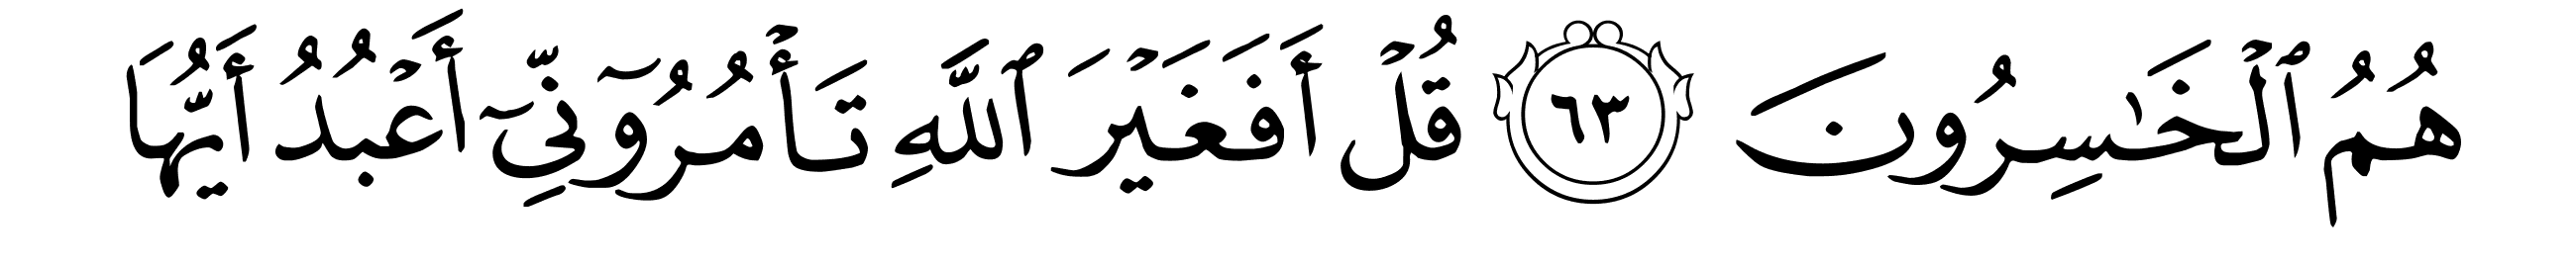 هُمُ ٱلْخَـٰسِرُونَ ٦٣ قُلْ أَفَغَيْرَ ٱللَّهِ تَأْمُرُوٓنِّىٓ أَعْبُدُ أَيُّهَا